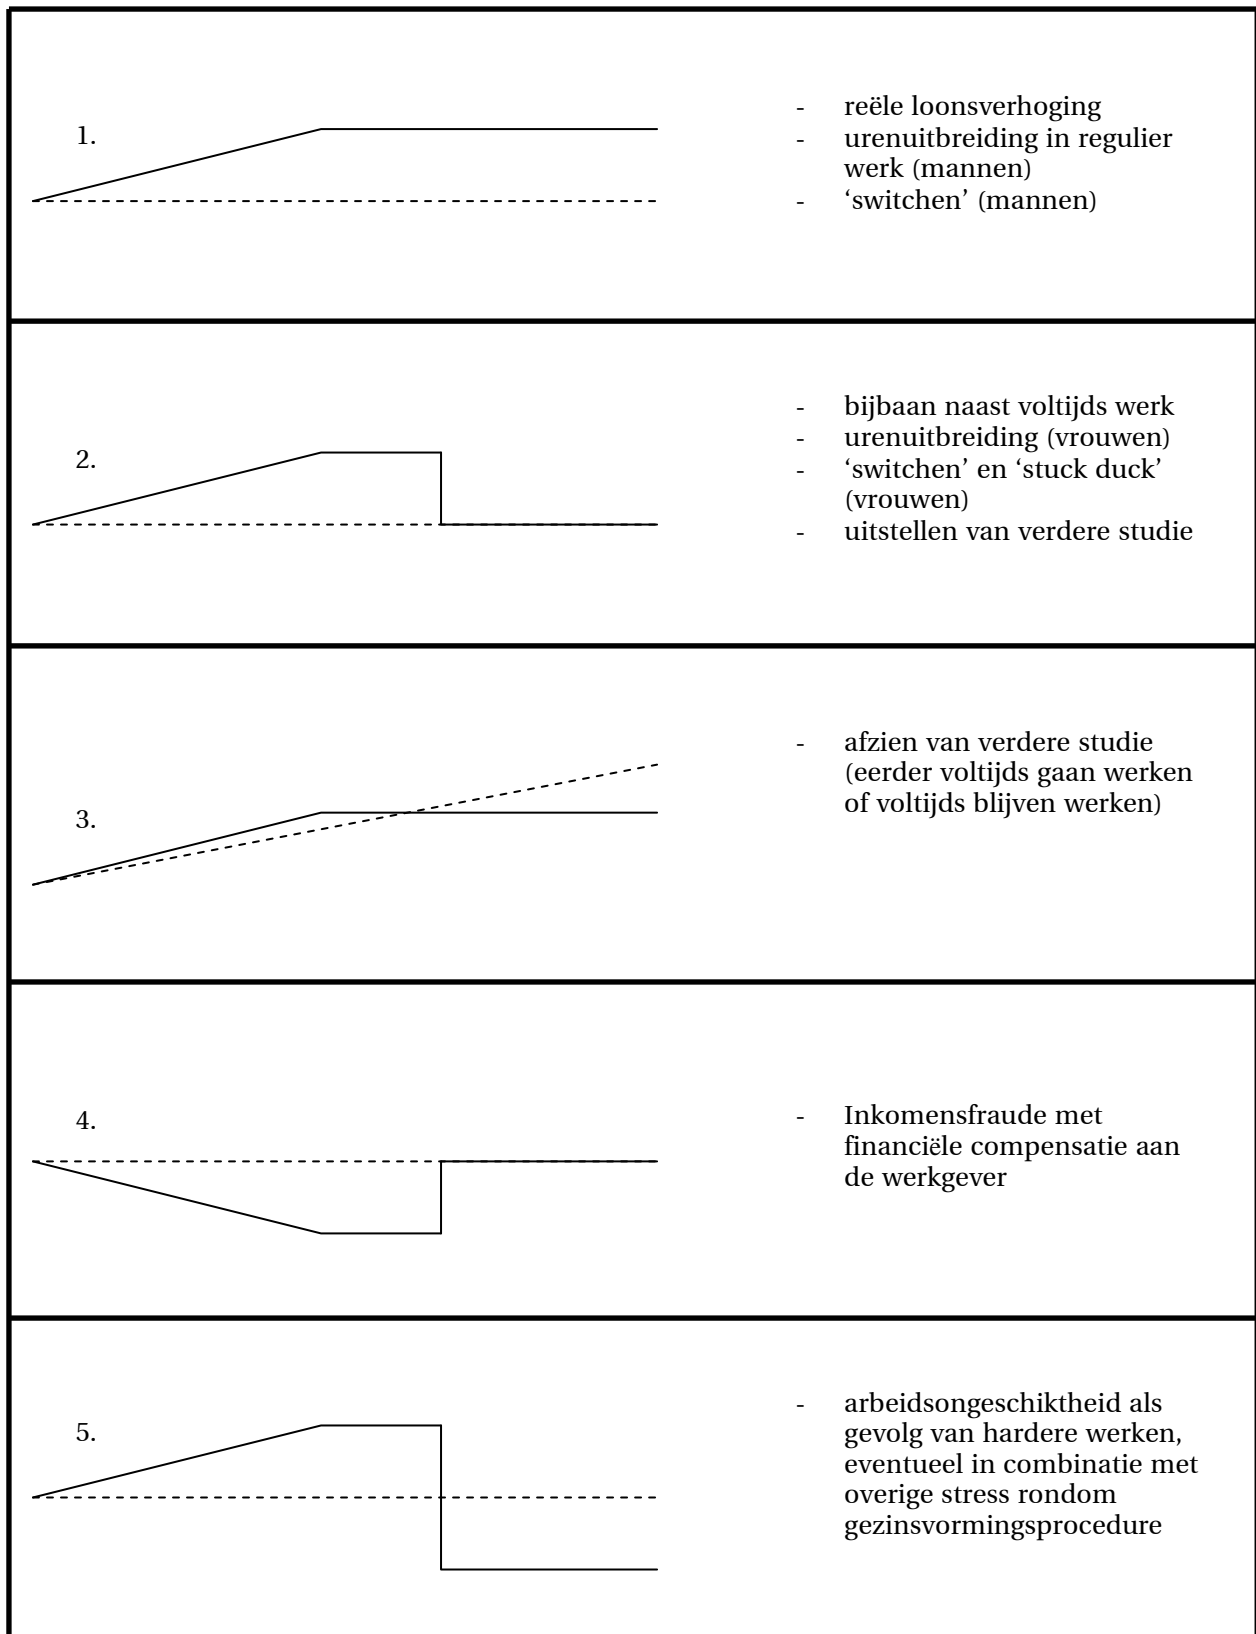 1.
- reële loonsverhoging
- urenuitbreiding in regulier
werk (mannen)
- ‘switchen’ (mannen)
2.
- bijbaan naast voltijds werk
- urenuitbreiding (vrouwen)
- ‘switchen’ en ‘stuck duck’
(vrouwen)
- uitstellen van verdere studie
3.
- afzien van verdere studie
(eerder voltijds gaan werken
of voltijds blijven werken)
4.
- Inkomensfraude met
financiële compensatie aan
de werkgever
5.
- arbeidsongeschiktheid als
gevolg van hardere werken,
eventueel in combinatie met
overige stress rondom
gezinsvormingsprocedure